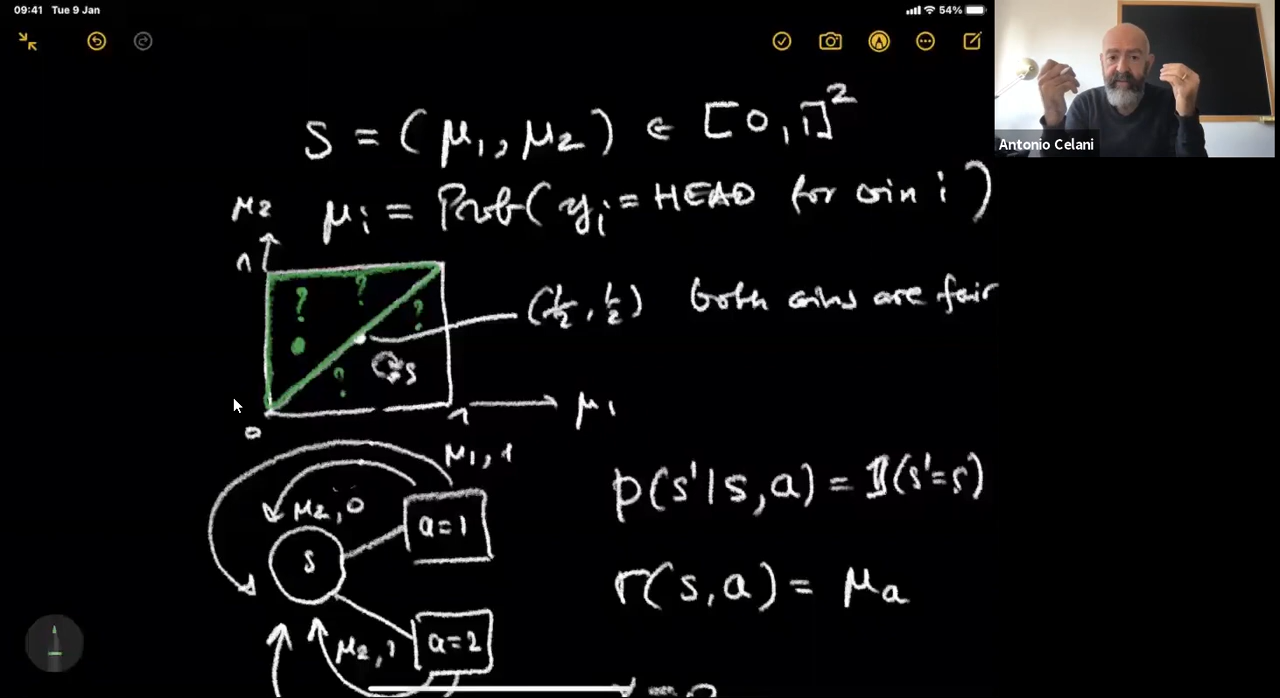 09:41 Tue 9 Jan
54%
Antonio Celani
S = (μ₁, μ₂) ∈ [0,1]²
μi = Prob(yi = HEAD for coin i)
μ₂
1
? ? ?
?
S
(½, ½) both coins are fair
0
1
μ₁
μ₁, 1
μ₂, 0
a=1
S
p(s'|s,a) = 𝟙(s'=s)
r(s,a) = μa
a=2
μ₂, 1